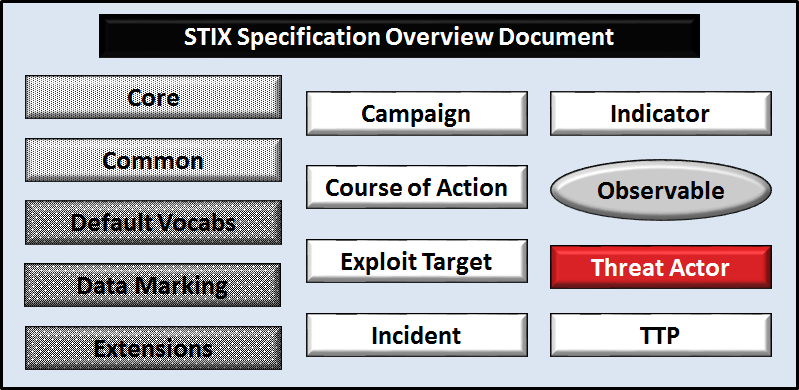 STIX Specification Overview Document
Core
Common
Default Vocabs
Data Marking
Extensions
Campaign
Course of Action
Exploit Target
Incident
Indicator
Observable
Threat Actor
TTP